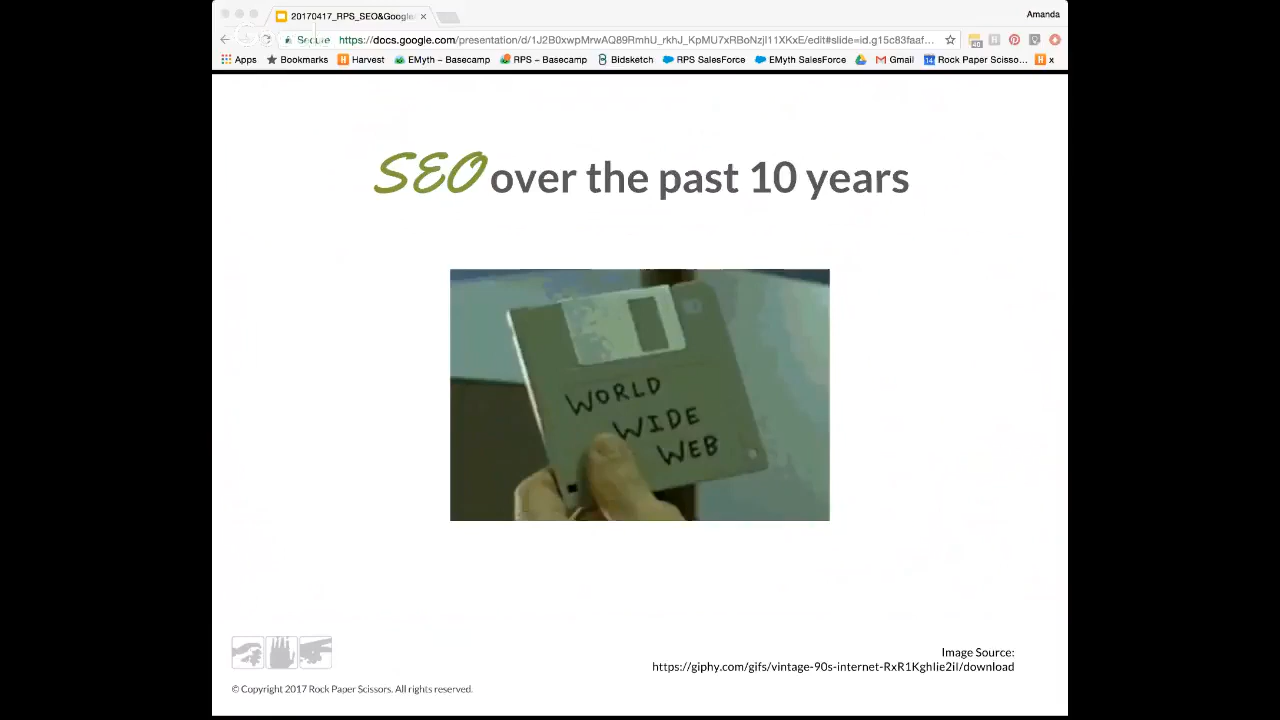 20170417_RPS_SEO&Google
Amanda
Secure https://docs.google.com/presentation/d/1J2B0xwpMrwAQ89RmhU_rkhJ_KpMU7xRBoNzjl11XKxE/edit#slide=id.g15c83faaf...
Apps Bookmarks Harvest EMyth – Basecamp RPS – Basecamp Bidsketch RPS SalesForce EMyth SalesForce Gmail Rock Paper Scisso... x
SEO over the past 10 years
WORLD
WIDE
WEB
Image Source:
https://giphy.com/gifs/vintage-90s-internet-RxR1KghIie2iI/download
© Copyright 2017 Rock Paper Scissors. All rights reserved.